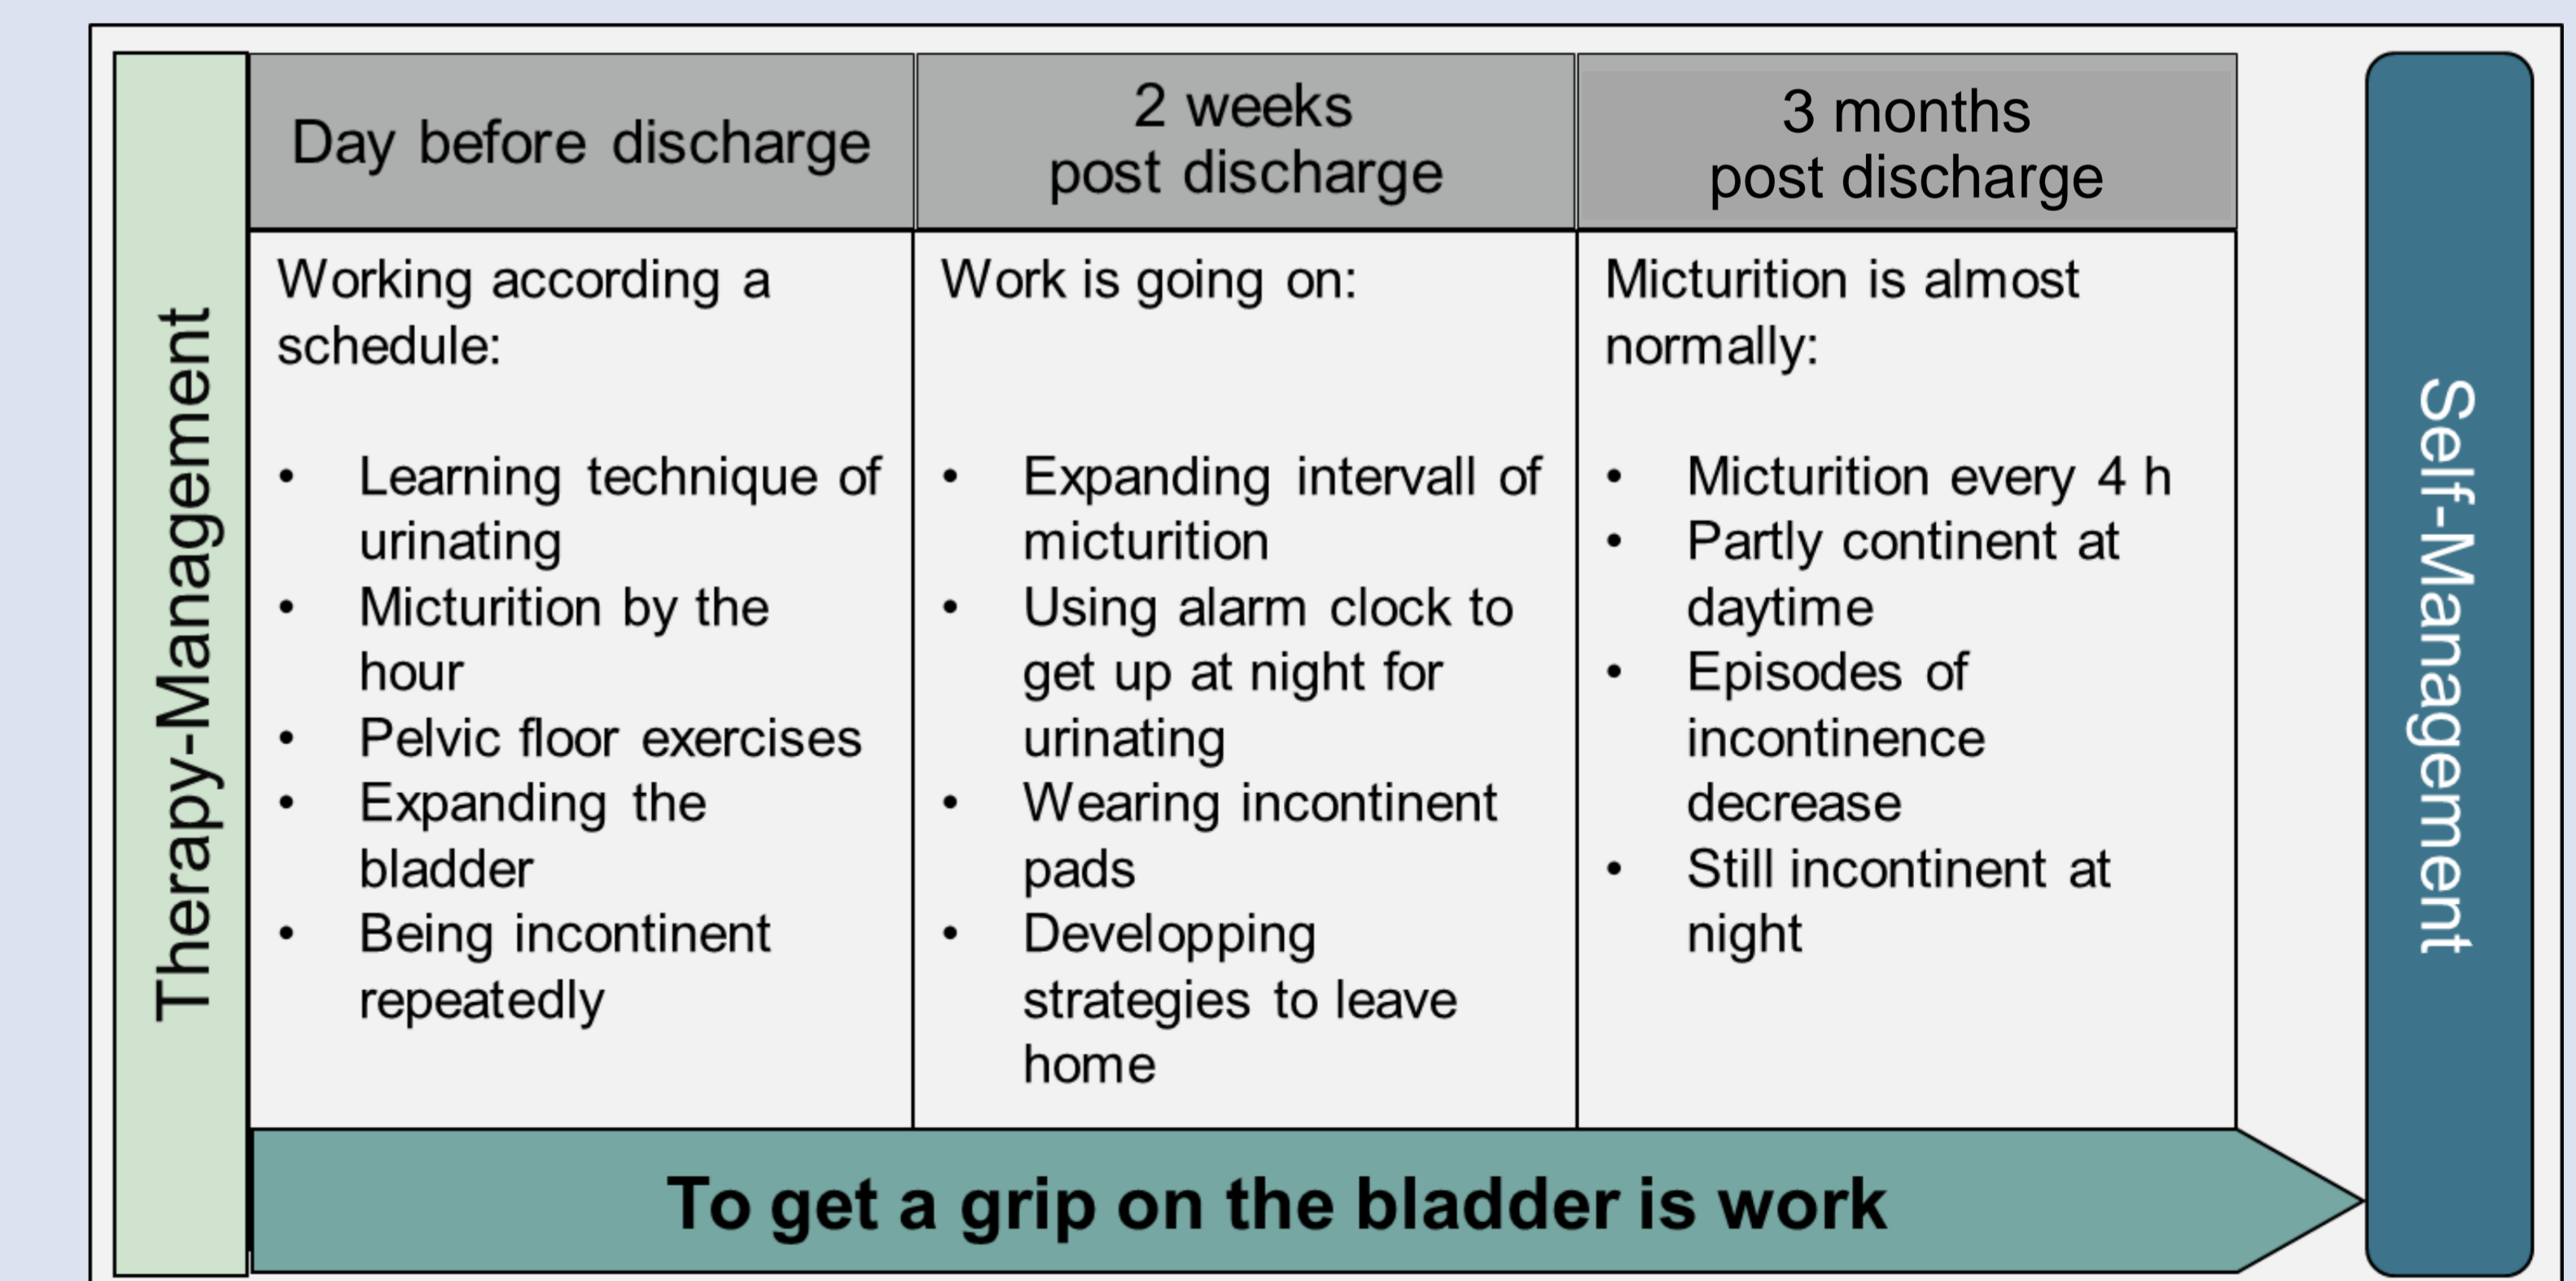 Therapy-Management
Day before discharge
Working according a
schedule:
• Learning technique of
urinating
• Micturition by the
hour
• Pelvic floor exercises
• Expanding the
bladder
• Being incontinent
repeatedly
2 weeks
post discharge
Work is going on:
• Expanding intervall of
micturition
• Using alarm clock to
get up at night for
urinating
• Wearing incontinent
pads
• Developping
strategies to leave
home
3 months
post discharge
Micturition is almost
normally:
• Micturition every 4 h
• Partly continent at
daytime
• Episodes of
incontinence
decrease
• Still incontinent at
night
To get a grip on the bladder is work
Self-Management